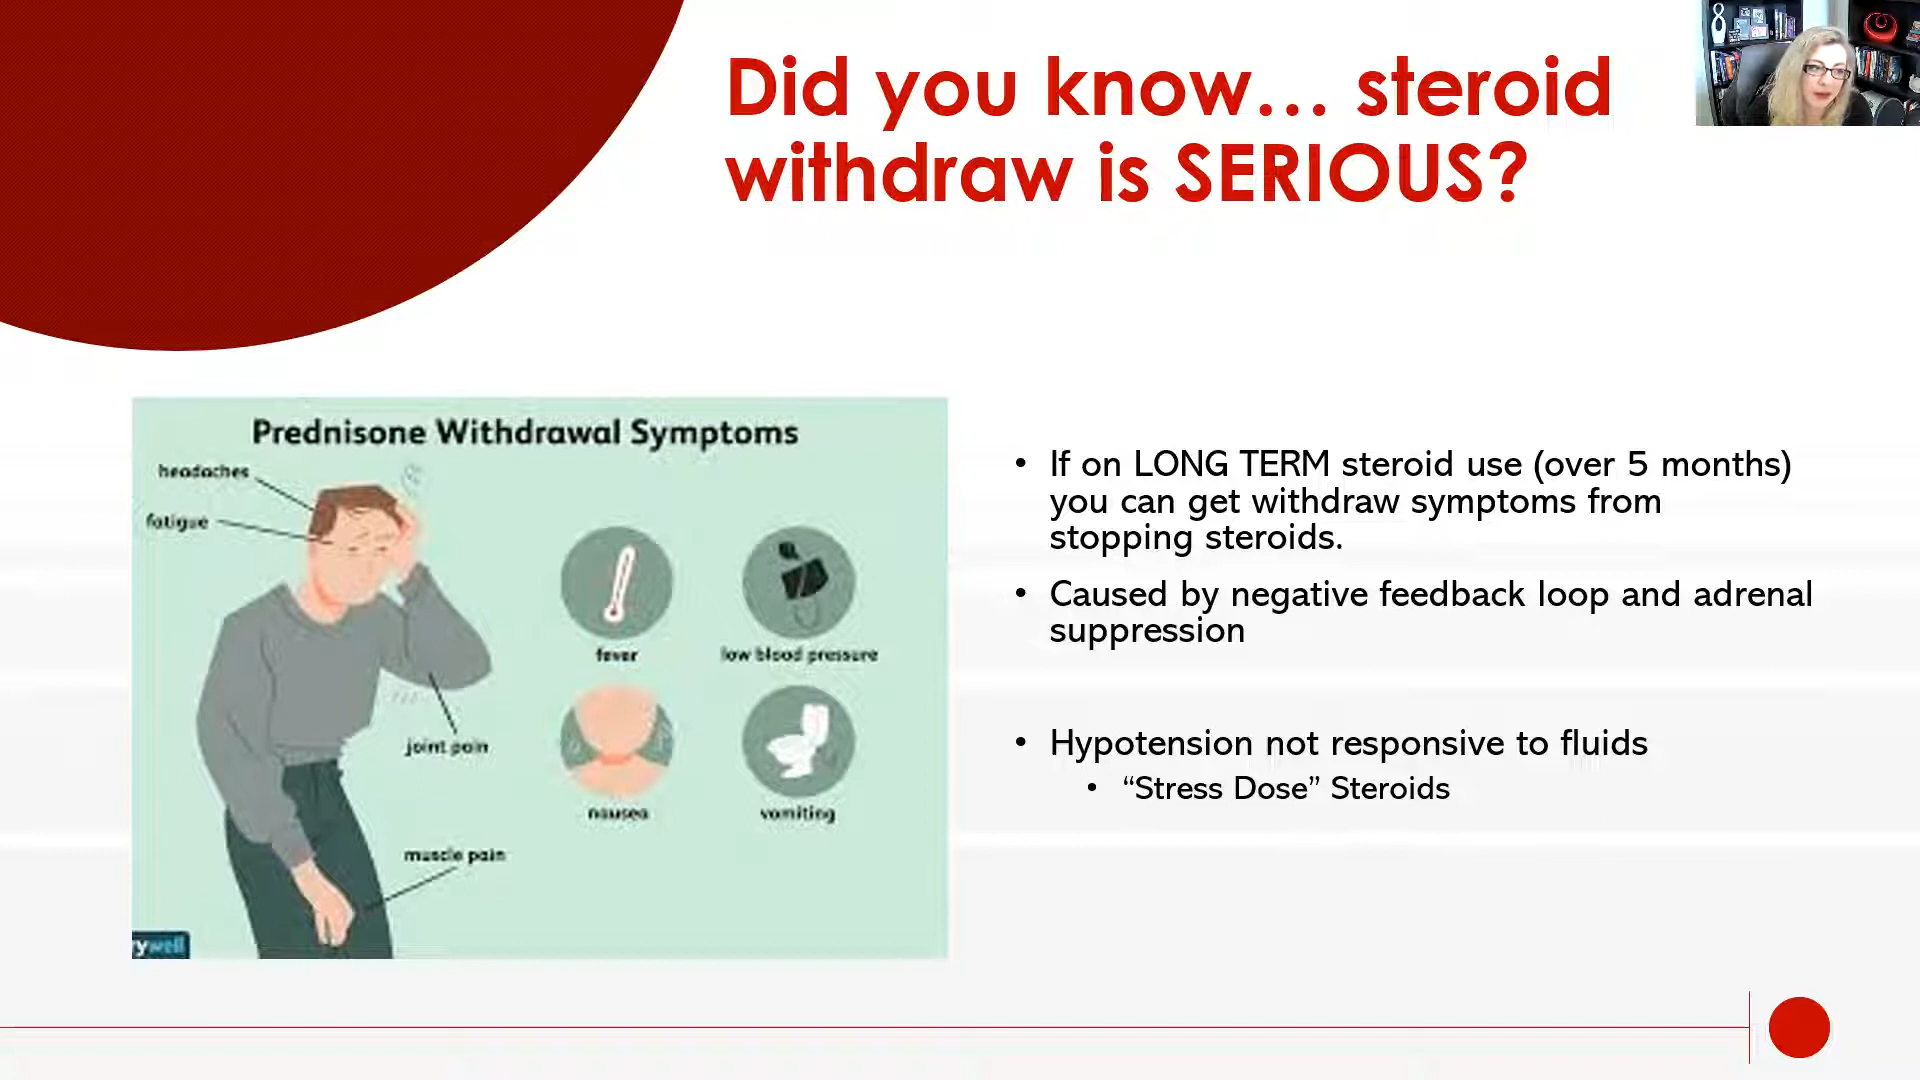 Did you know... steroid
withdraw is SERIOUS?
Prednisone Withdrawal Symptoms
headaches
fatigue
fever
low blood pressure
joint pain
nausea
vomiting
muscle pain
rywell
• If on LONG TERM steroid use (over 5 months)
you can get withdraw symptoms from
stopping steroids.
• Caused by negative feedback loop and adrenal
suppression
• Hypotension not responsive to fluids
• “Stress Dose” Steroids